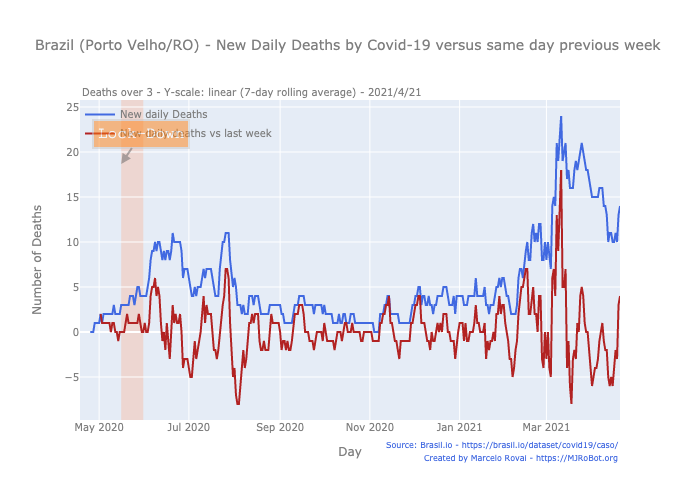 Brazil (Porto Velho/RO) - New Daily Deaths by Covid-19 versus same day previous week
Deaths over 3 - Y-scale: linear (7-day rolling average) - 2021/4/21
New daily Deaths
New daily deaths vs last week
25
20
15
10
5
0
−5
Number of Deaths
May 2020
Jul 2020
Sep 2020
Nov 2020
Jan 2021
Mar 2021
Day
Source: Brasil.io - https://brasil.io/dataset/covid19/caso/
Created by Marcelo Rovai - https://MJRoBot.org